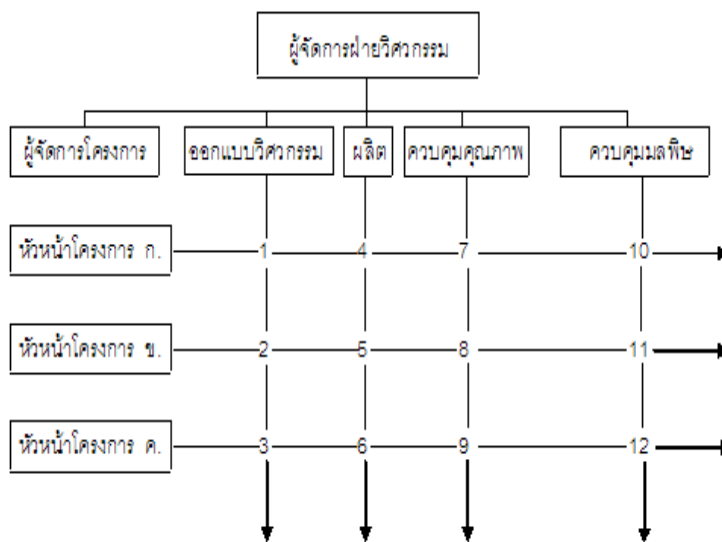 ผู้จัดการฝ่ายวิศวกรรม
ผู้จัดการโครงการ ออกแบบวิศวกรรม ผลิต ควบคุมคุณภาพ ควบคุมมลพิษ
หัวหน้าโครงการ ก. 1 4 7 10
หัวหน้าโครงการ ข. 2 5 8 11
หัวหน้าโครงการ ค. 3 6 9 12